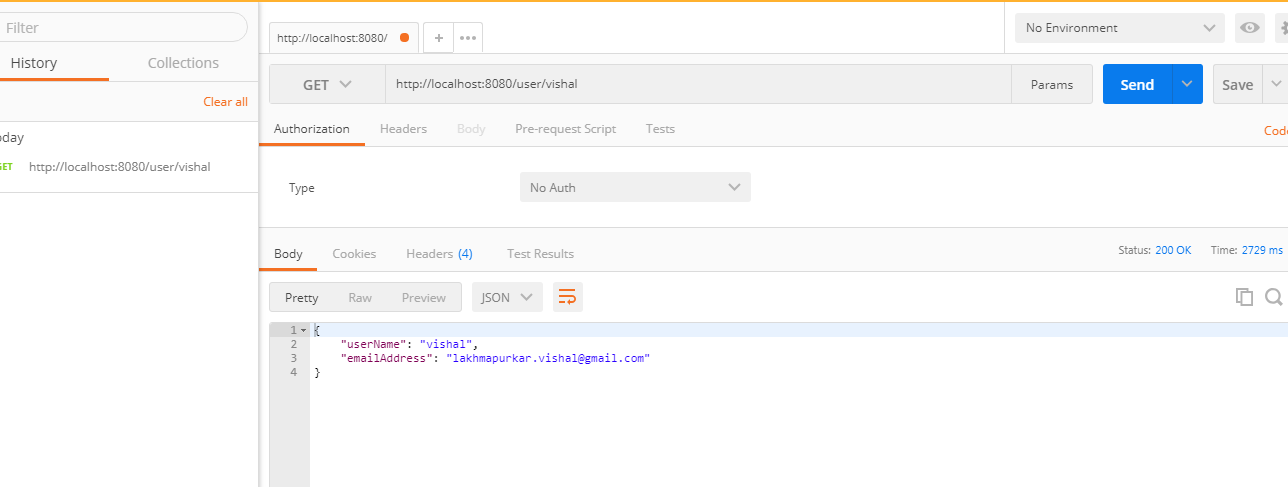 Filter
History Collections
Clear all
oday
GET http://localhost:8080/user/vishal
http://localhost:8080/
No Environment
GET http://localhost:8080/user/vishal Params Send Save
Authorization Headers Body Pre-request Script Tests Code
Type No Auth
Body Cookies Headers (4) Test Results Status: 200 OK Time: 2729 ms
Pretty Raw Preview JSON
1 {
2 "userName": "vishal",
3 "emailAddress": "lakhmapurkar.vishal@gmail.com"
4 }